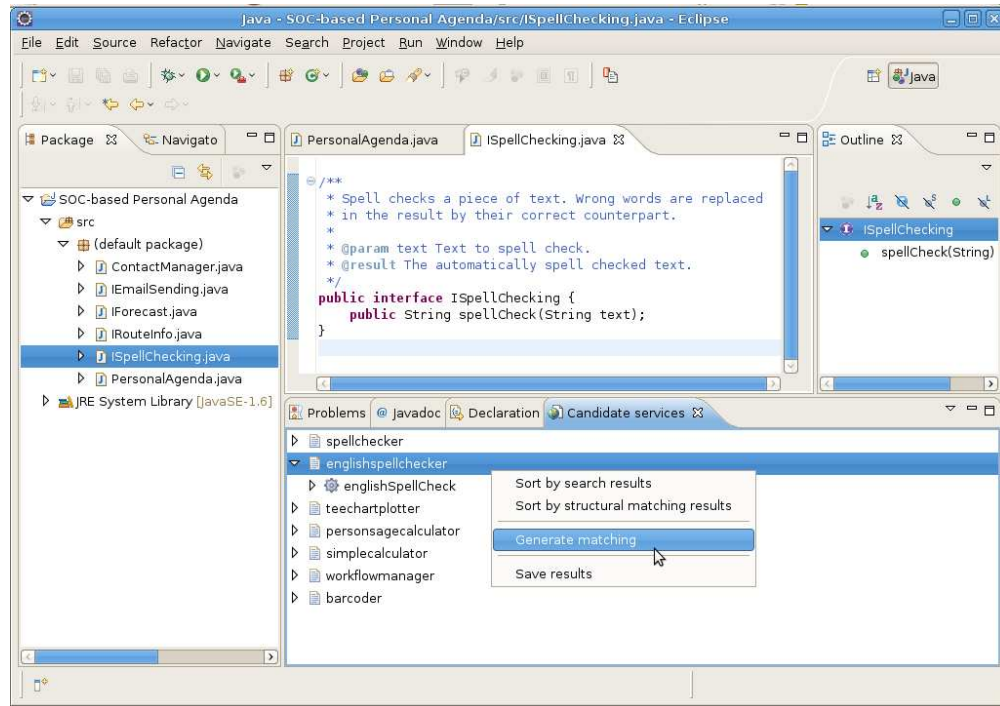 Java - SOC-based Personal Agenda/src/ISpellChecking.java - Eclipse
File Edit Source Refactor Navigate Search Project Run Window Help
Java
Package Navigato
PersonalAgenda.java ISpellChecking.java
Outline
SOC-based Personal Agenda
src
(default package)
ContactManager.java
IEmailSending.java
IForecast.java
IRouteInfo.java
ISpellChecking.java
PersonalAgenda.java
JRE System Library [JavaSE-1.6]
/**
* Spell checks a piece of text. Wrong words are replaced
* in the result by their correct counterpart.
*
* @param text Text to spell check.
* @result The automatically spell checked text.
*/
public interface ISpellChecking {
public String spellCheck(String text);
}
ISpellChecking
spellCheck(String)
Problems @ Javadoc Declaration Candidate services
spellchecker
englishspellchecker
englishSpellCheck
teechartplotter
personsagecalculator
simplecalculator
workflowmanager
barcoder
Sort by search results
Sort by structural matching results
Generate matching
Save results